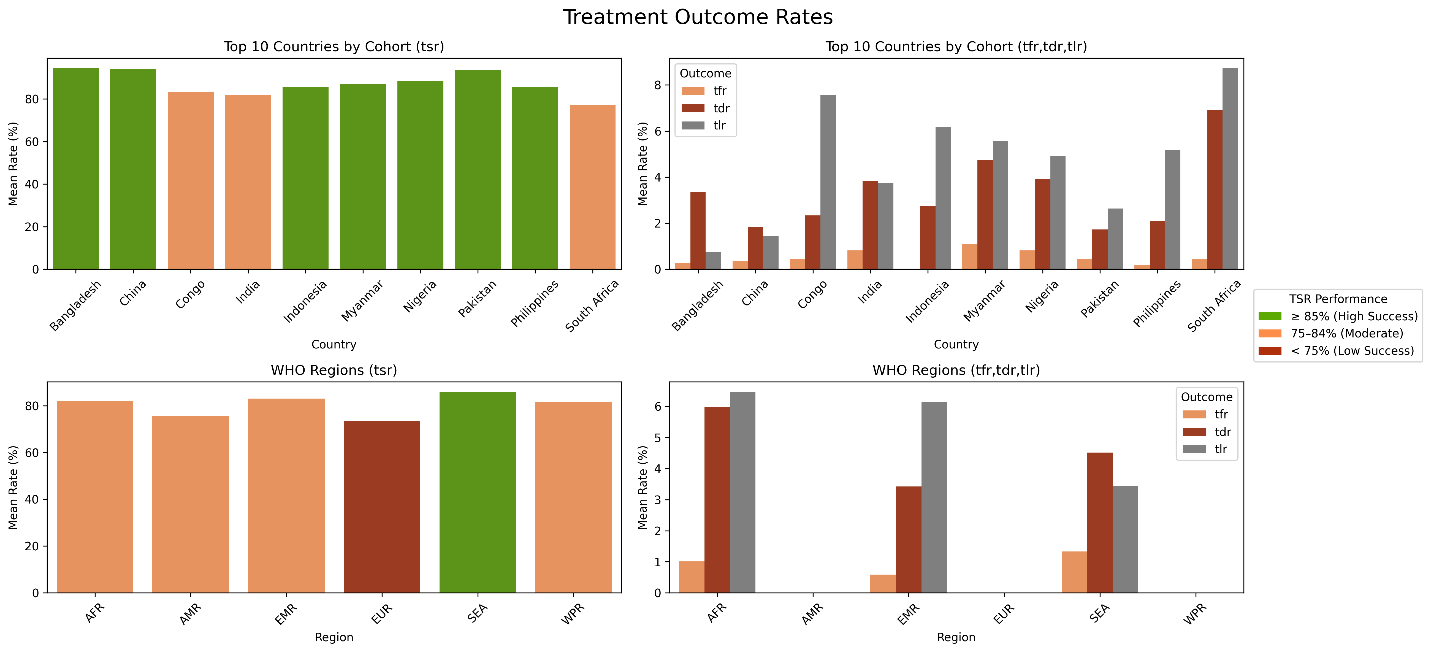 Treatment Outcome Rates
Top 10 Countries by Cohort (tsr)
Mean Rate (%)
80
60
40
20
0
Bangladesh
China
Congo
India
Indonesia
Myanmar
Nigeria
Pakistan
Philippines
South Africa
Country
Top 10 Countries by Cohort (tfr,tdr,tlr)
Outcome
tfr
tdr
tlr
Mean Rate (%)
8
6
4
2
0
Bangladesh
China
Congo
India
Indonesia
Myanmar
Nigeria
Pakistan
Philippines
South Africa
Country
TSR Performance
≥ 85% (High Success)
75–84% (Moderate)
< 75% (Low Success)
WHO Regions (tsr)
Mean Rate (%)
80
60
40
20
0
AFR
AMR
EMR
EUR
SEA
WPR
Region
WHO Regions (tfr,tdr,tlr)
Outcome
tfr
tdr
tlr
Mean Rate (%)
6
5
4
3
2
1
0
AFR
AMR
EMR
EUR
SEA
WPR
Region